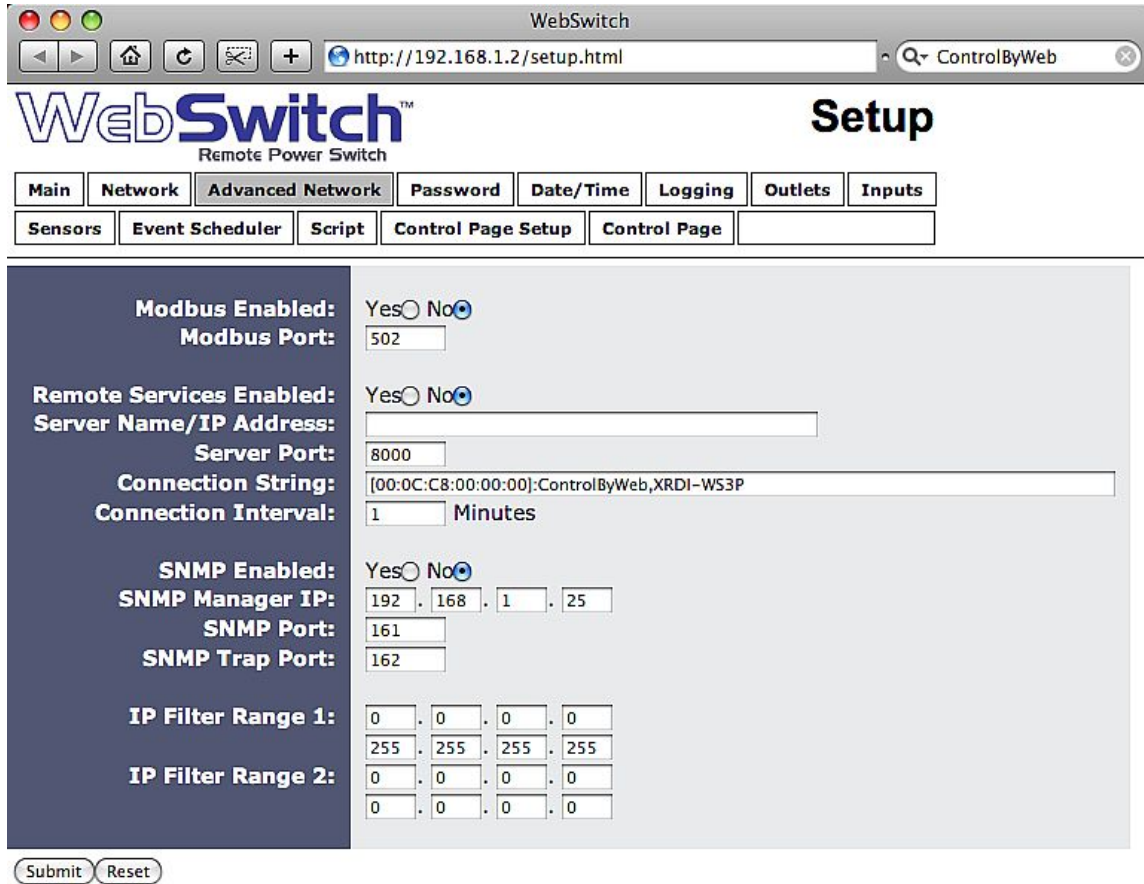 WebSwitch
http://192.168.1.2/setup.html
ControlByWeb
WebSwitch™
Remote Power Switch
Setup
Main Network Advanced Network Password Date/Time Logging Outlets Inputs
Sensors Event Scheduler Script Control Page Setup Control Page
Modbus Enabled: Yes No
Modbus Port: 502
Remote Services Enabled: Yes No
Server Name/IP Address:
Server Port: 8000
Connection String: [00:0C:C8:00:00:00]:ControlByWeb,XRDI-WS3P
Connection Interval: 1 Minutes
SNMP Enabled: Yes No
SNMP Manager IP: 192 . 168 . 1 . 25
SNMP Port: 161
SNMP Trap Port: 162
IP Filter Range 1: 0 . 0 . 0 . 0
255 . 255 . 255 . 255
IP Filter Range 2: 0 . 0 . 0 . 0
0 . 0 . 0 . 0
Submit Reset